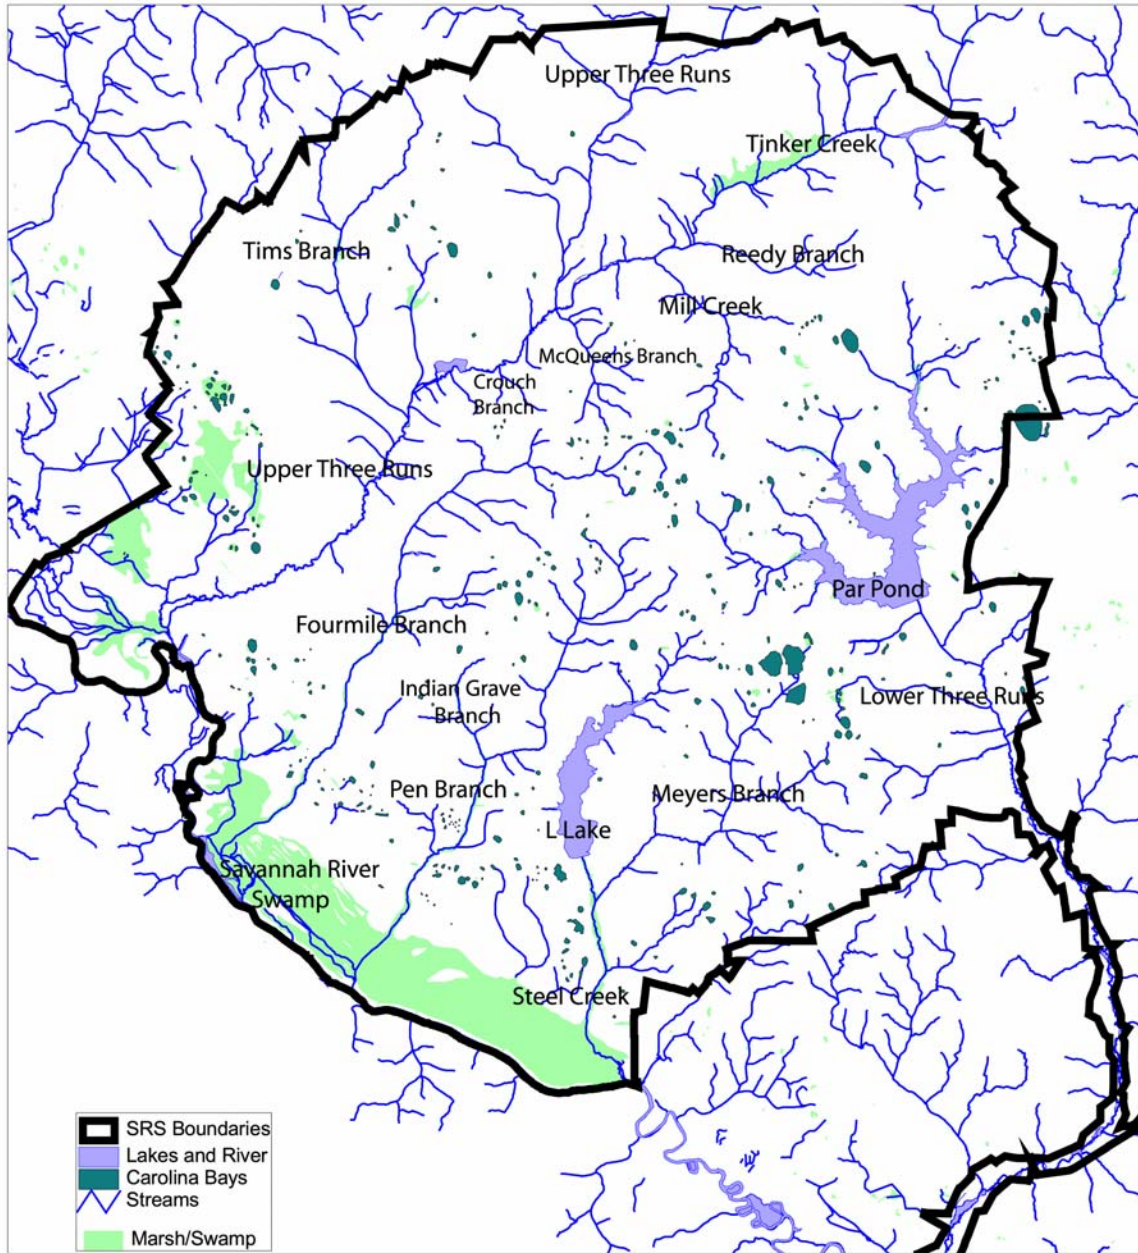 Upper Three Runs
Tinker Creek
Tims Branch
Reedy Branch
Mill Creek
McQueens Branch
Crouch
Branch
Upper Three Runs
Par Pond
Fourmile Branch
Indian Grave
Branch
Lower Three Runs
Pen Branch
Meyers Branch
L Lake
Savannah River
Swamp
Steel Creek
SRS Boundaries
Lakes and River
Carolina Bays
Streams
Marsh/Swamp